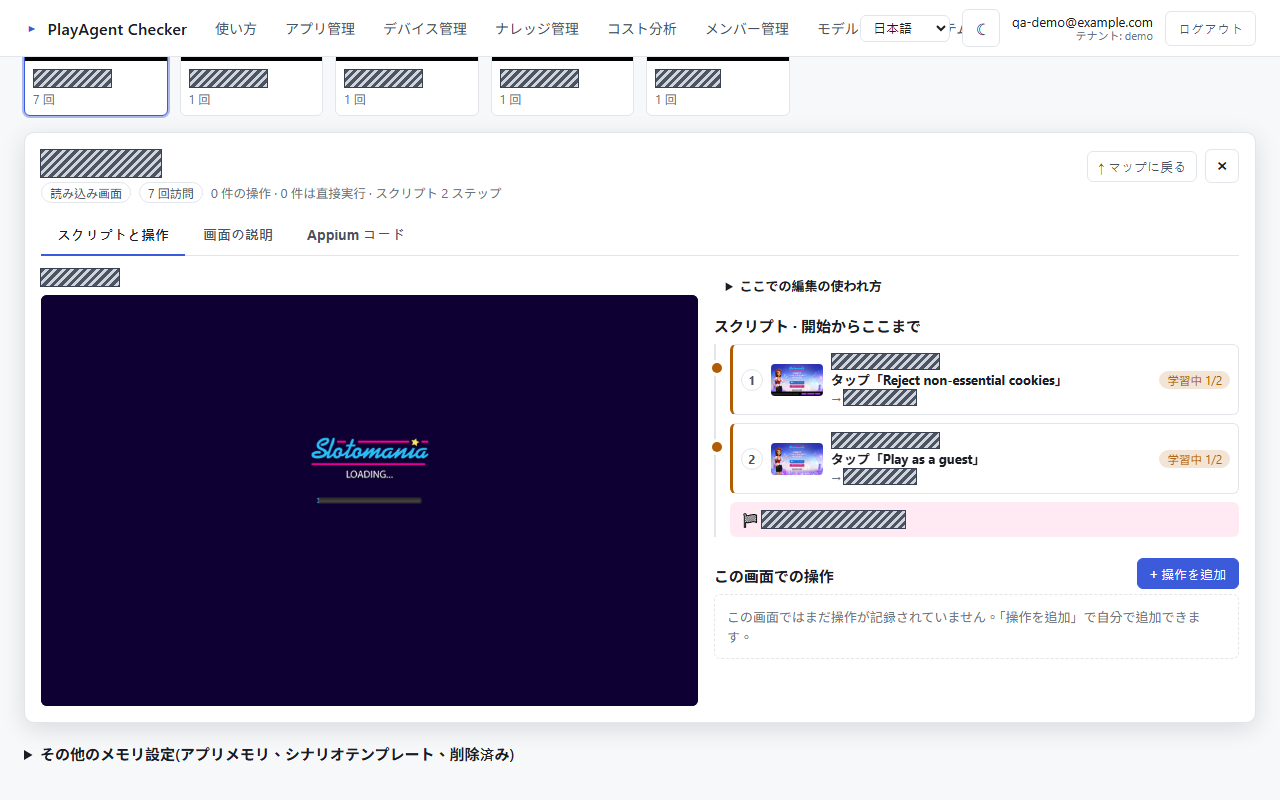 PlayAgent Checker
使い方
アプリ管理
デバイス管理
ナレッジ管理
コスト分析
メンバー管理
モデル
日本語
qa-demo@example.com
テナント: demo
ログアウト
7 回
1 回
1 回
1 回
1 回
↑ マップに戻る
×
読み込み画面
7 回訪問
0 件の操作 · 0 件は直接実行 · スクリプト 2 ステップ
スクリプトと操作
画面の説明
Appium コード
Slotomania
LOADING...
▶ ここでの編集の使われ方
スクリプト · 開始からここまで
1
タップ「Reject non-essential cookies」
→
学習中 1/2
2
タップ「Play as a guest」
→
学習中 1/2
この画面での操作
+ 操作を追加
この画面ではまだ操作が記録されていません。「操作を追加」で自分で追加できま
す。
▶ その他のメモリ設定(アプリメモリ、シナリオテンプレート、削除済み)